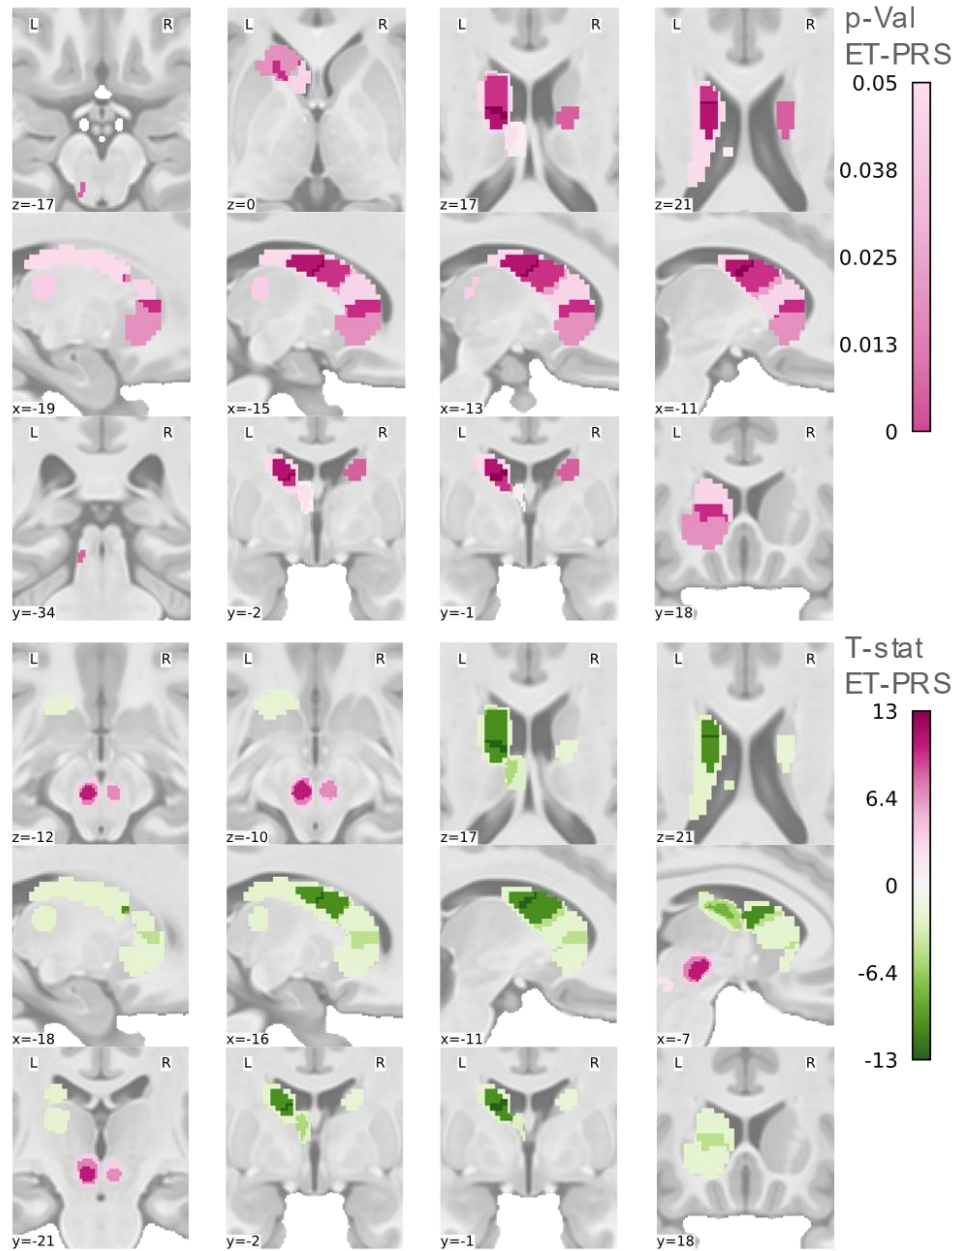 L R L R L R L R p-Val
ET-PRS
0.05
0.038
z=-17 z=0 z=17 z=21
0.025
0.013
x=-19 x=-15 x=-13 x=-11
L R L R L R L R
0
y=-34 y=-2 y=-1 y=18
L R L R L R L R T-stat
ET-PRS
13
6.4
z=-12 z=-10 z=17 z=21
0
-6.4
x=-18 x=-16 x=-11 x=-7
L R L R L R L R
-13
y=-21 y=-2 y=-1 y=18